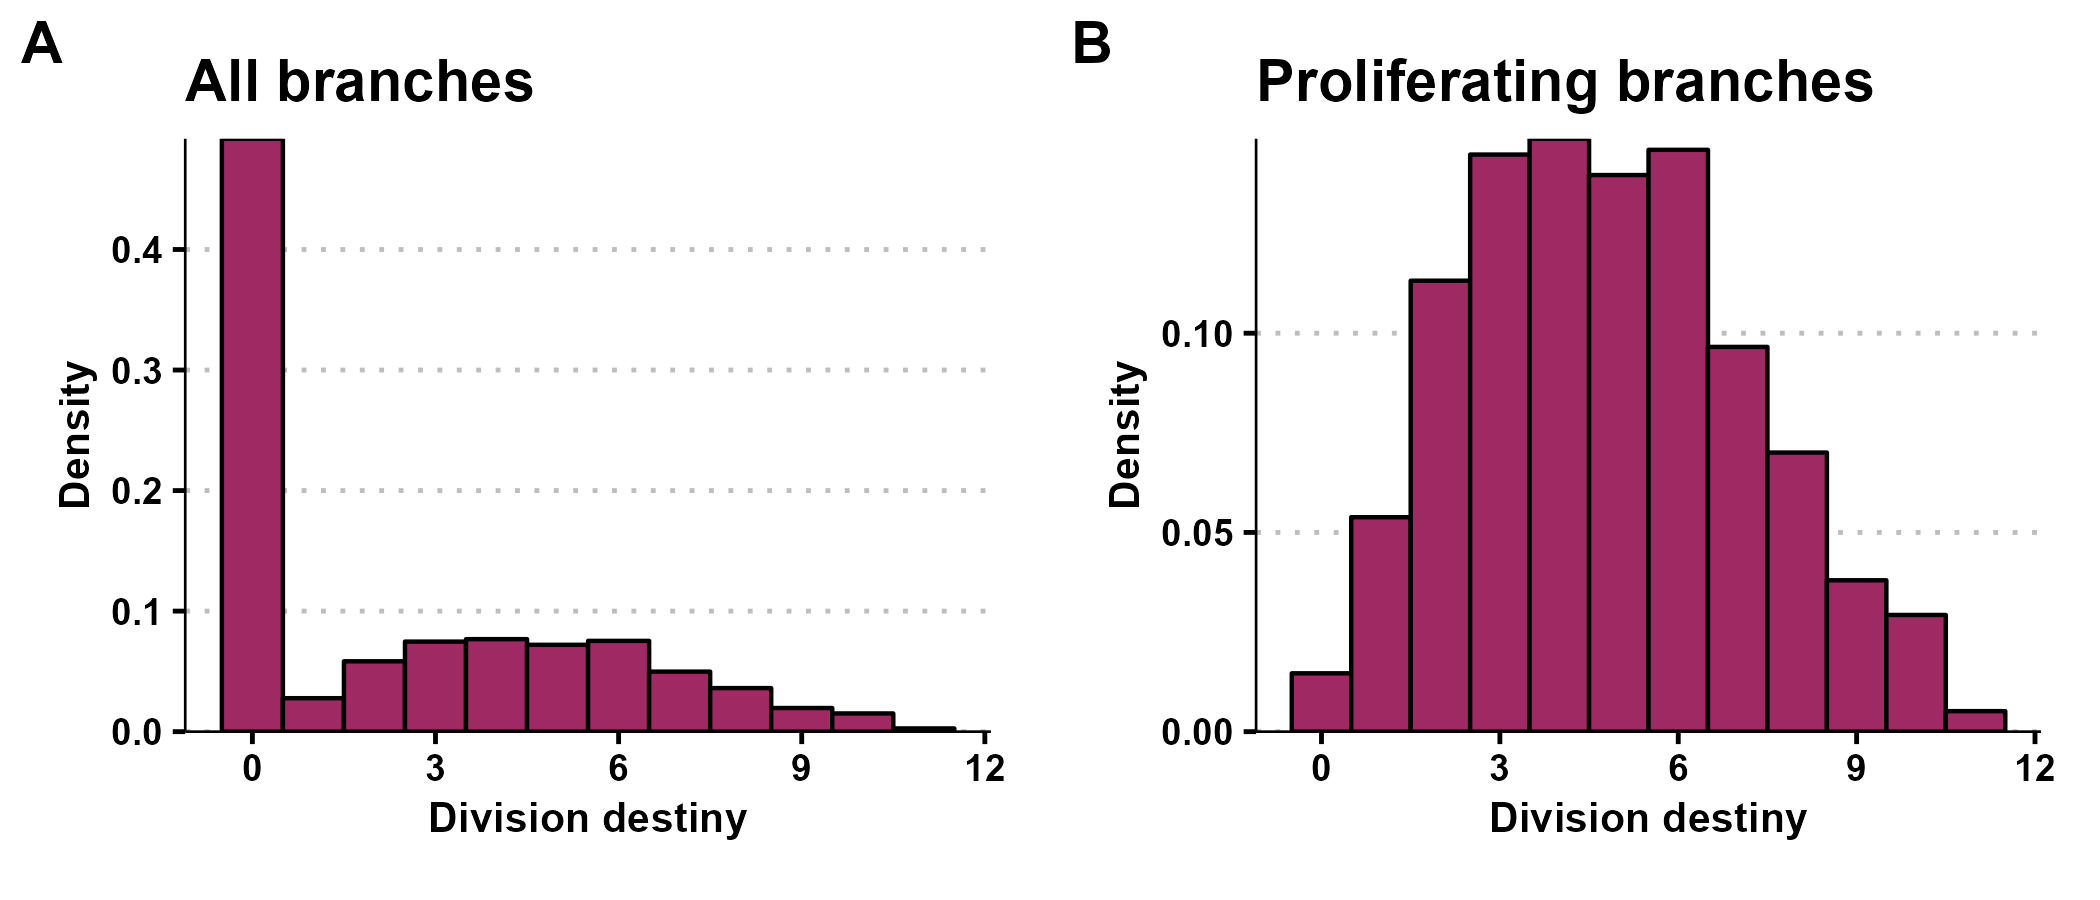 A
All branches
Density
0.4
0.3
0.2
0.1
0.0
0 3 6 9 12
Division destiny
B
Proliferating branches
Density
0.10
0.05
0.00
0 3 6 9 12
Division destiny